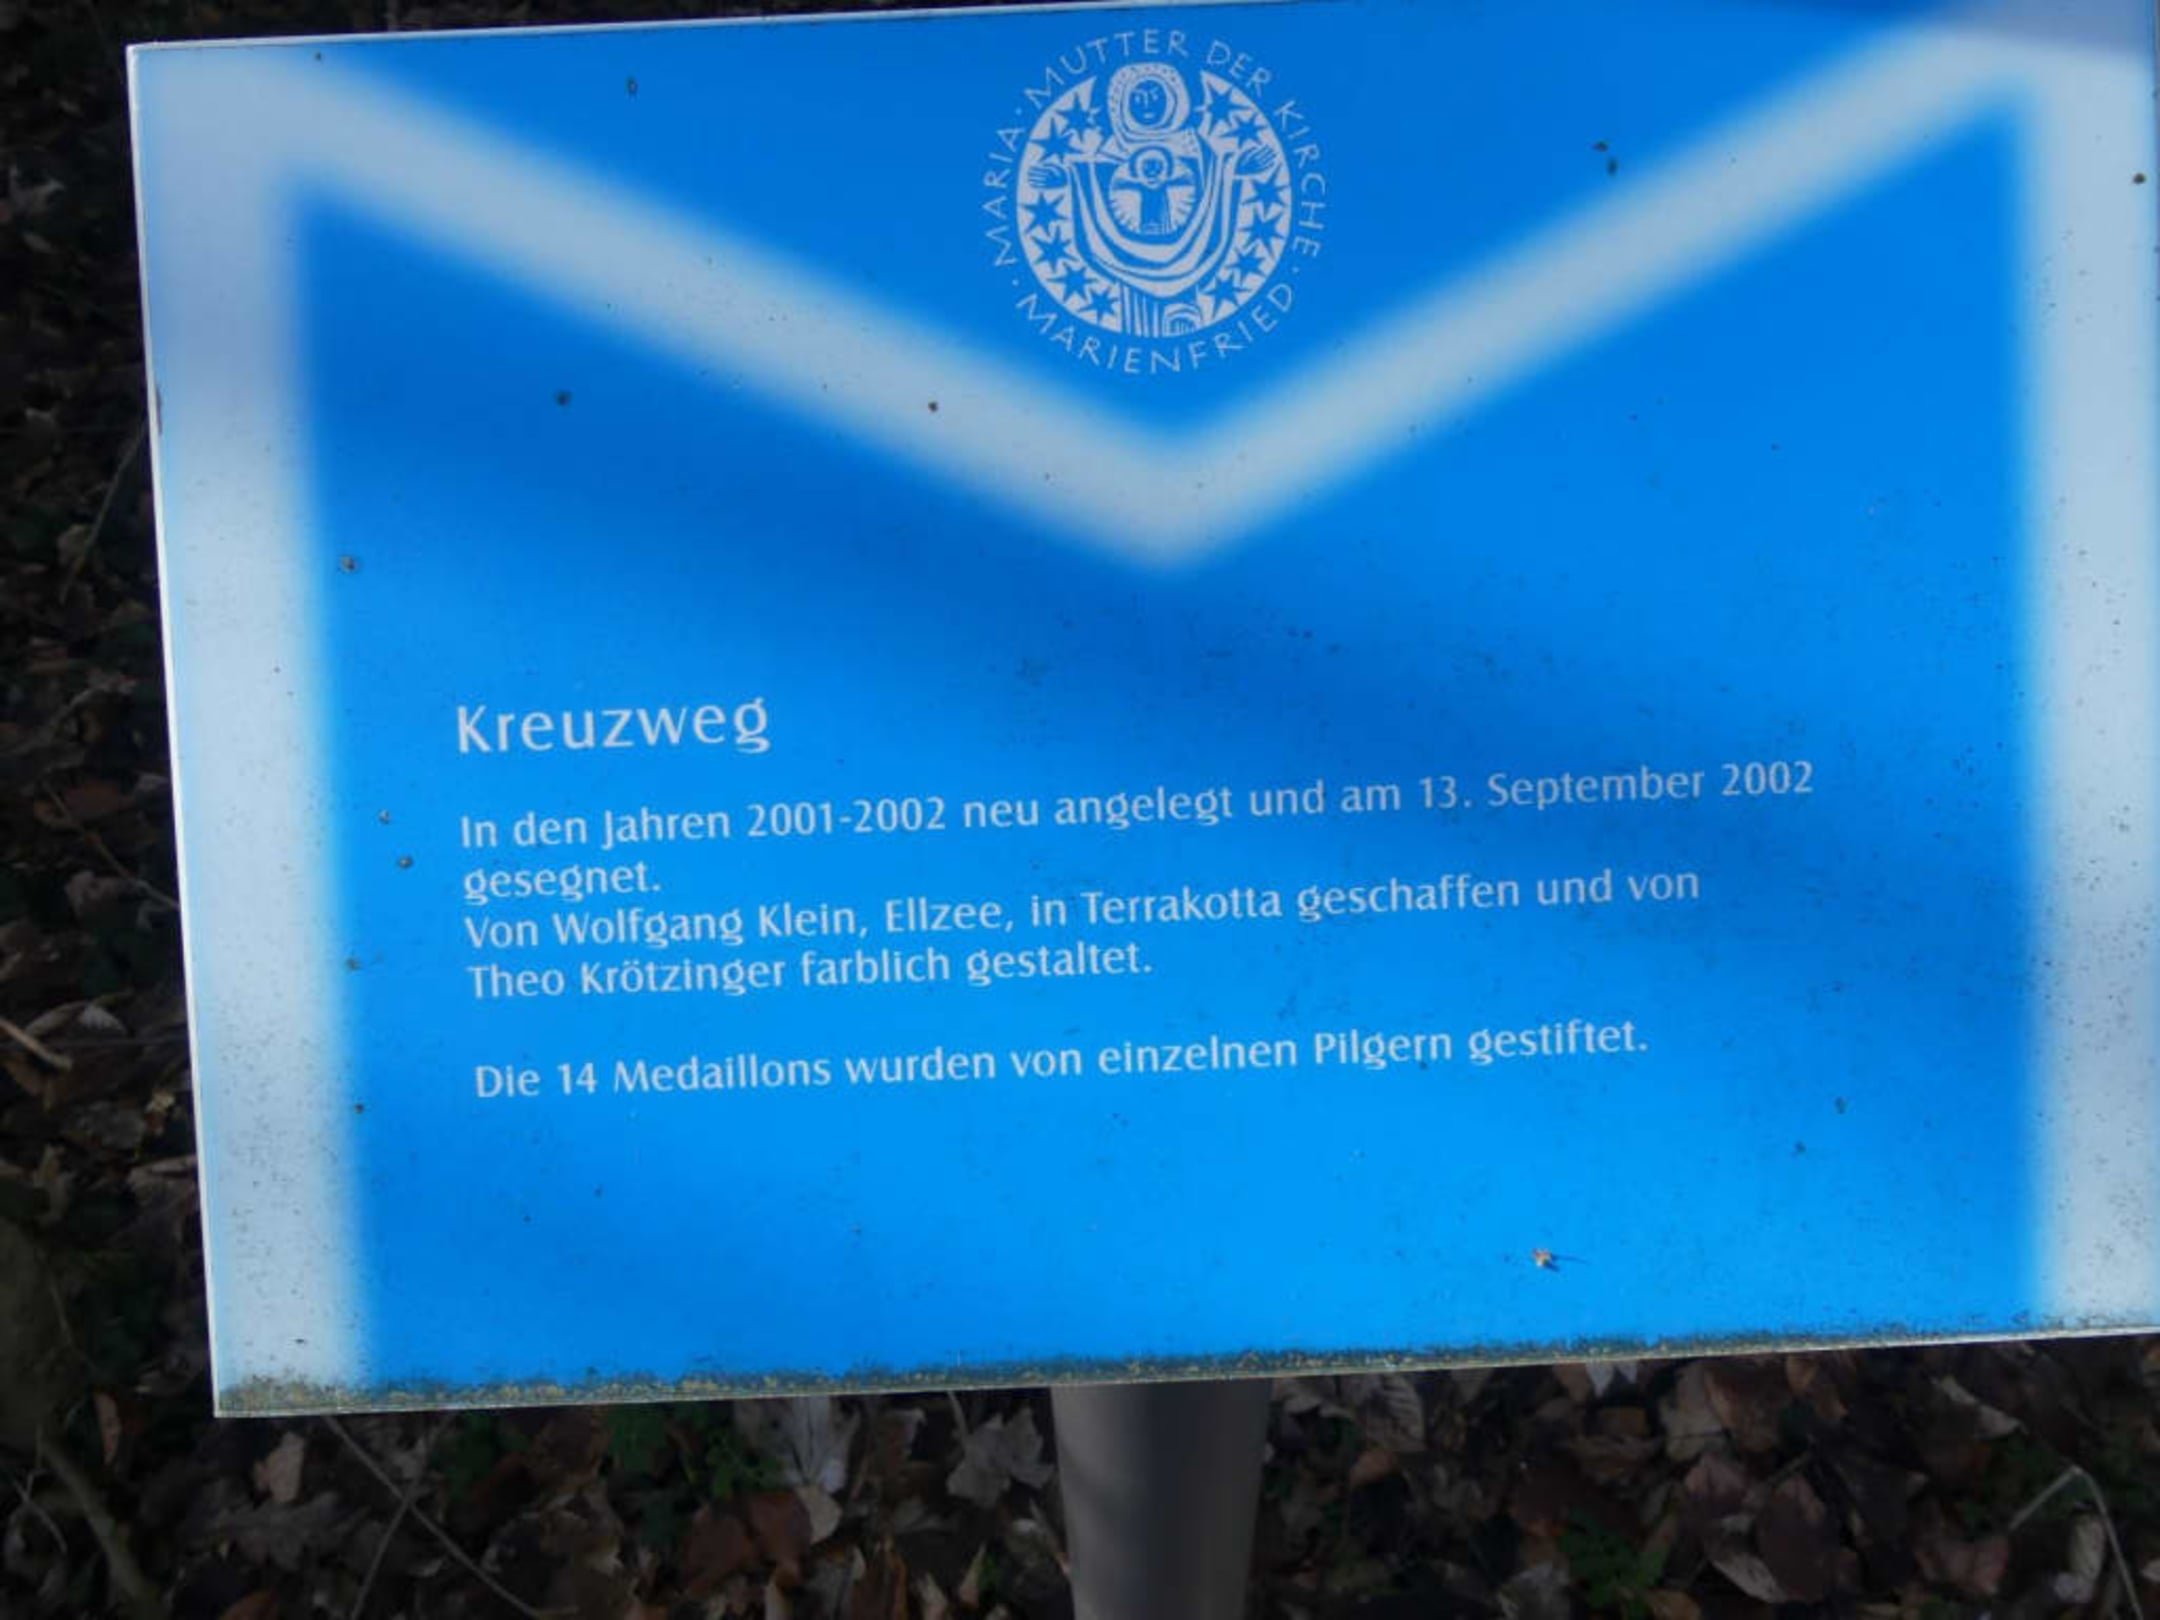 MARIA · MUTTER DER KIRCHE · MARIENFRIED ·
Kreuzweg
In den Jahren 2001-2002 neu angelegt und am 13. September 2002
gesegnet.
Von Wolfgang Klein, Ellzee, in Terrakotta geschaffen und von
Theo Krötzinger farblich gestaltet.
Die 14 Medaillons wurden von einzelnen Pilgern gestiftet.